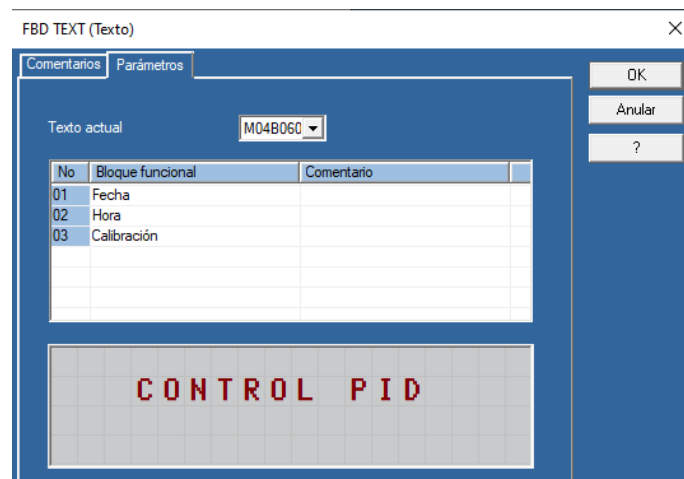 FBD TEXT (Texto)
Comentarios Parámetros
OK
Anular
?
Texto actual M04B060
No Bloque funcional Comentario
01 Fecha
02 Hora
03 Calibración
CONTROL PID